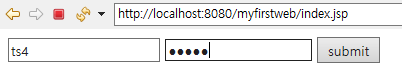 http://localhost:8080/myfirstweb/index.jsp
ts4 ●●●●● submit